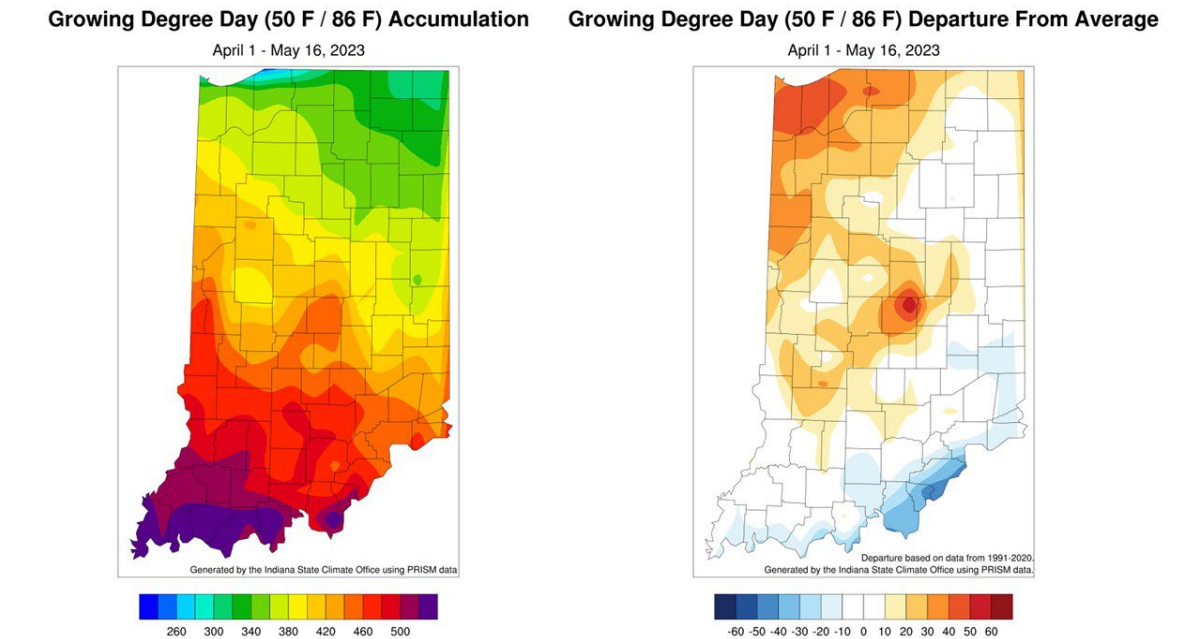 Growing Degree Day (50 F / 86 F) Accumulation
April 1 - May 16, 2023
Generated by the Indiana State Climate Office using PRISM data
260 300 340 380 420 460 500
Growing Degree Day (50 F / 86 F) Departure From Average
April 1 - May 16, 2023
Departure based on data from 1991-2020.
Generated by the Indiana State Climate Office using PRISM data.
-60 -50 -40 -30 -20 -10 0 10 20 30 40 50 60